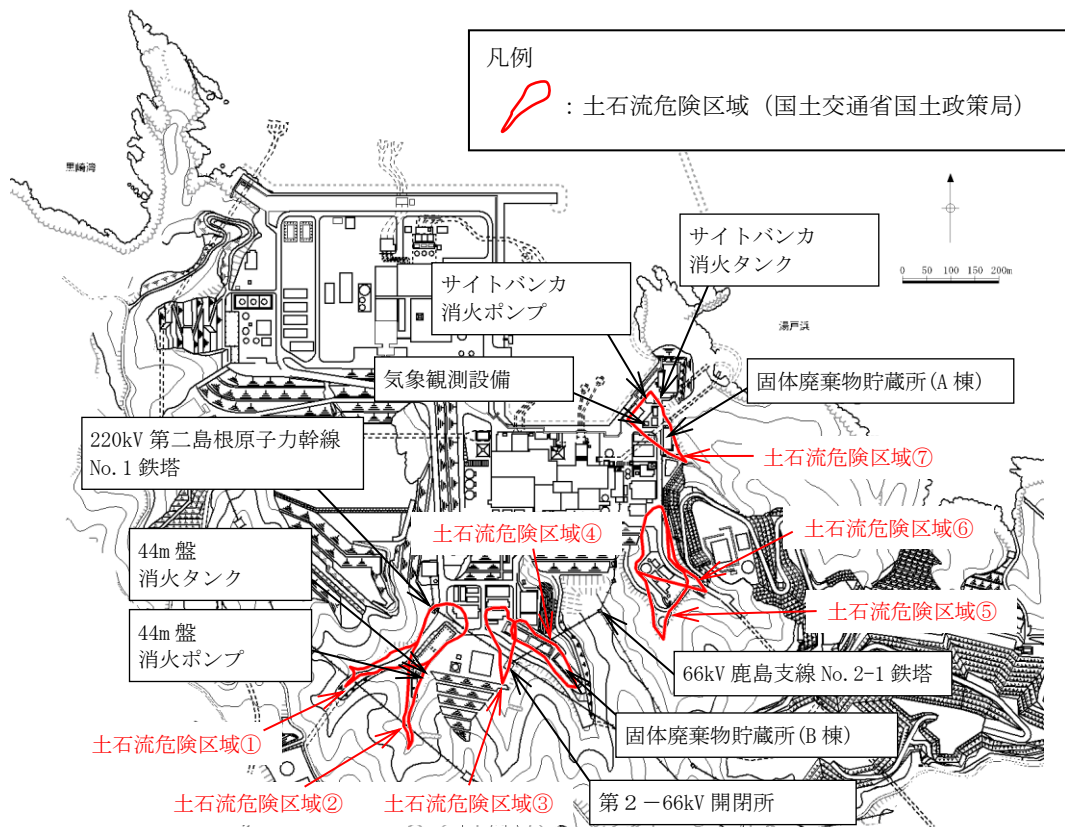 凡例
：土石流危険区域（国土交通省国土政策局）
黒崎湾
サイトバンカ
消火タンク
サイトバンカ
消火ポンプ
0 50 100 150 200m
湯戸浜
気象観測設備
固体廃棄物貯蔵所(A 棟)
220kV 第二島根原子力幹線
No.1 鉄塔
土石流危険区域⑦
44m 盤
消火タンク
土石流危険区域④
土石流危険区域⑥
土石流危険区域⑤
44m 盤
消火ポンプ
66kV 鹿島支線 No.2-1 鉄塔
土石流危険区域①
固体廃棄物貯蔵所(B 棟)
土石流危険区域②
土石流危険区域③
第２－66kV 開閉所